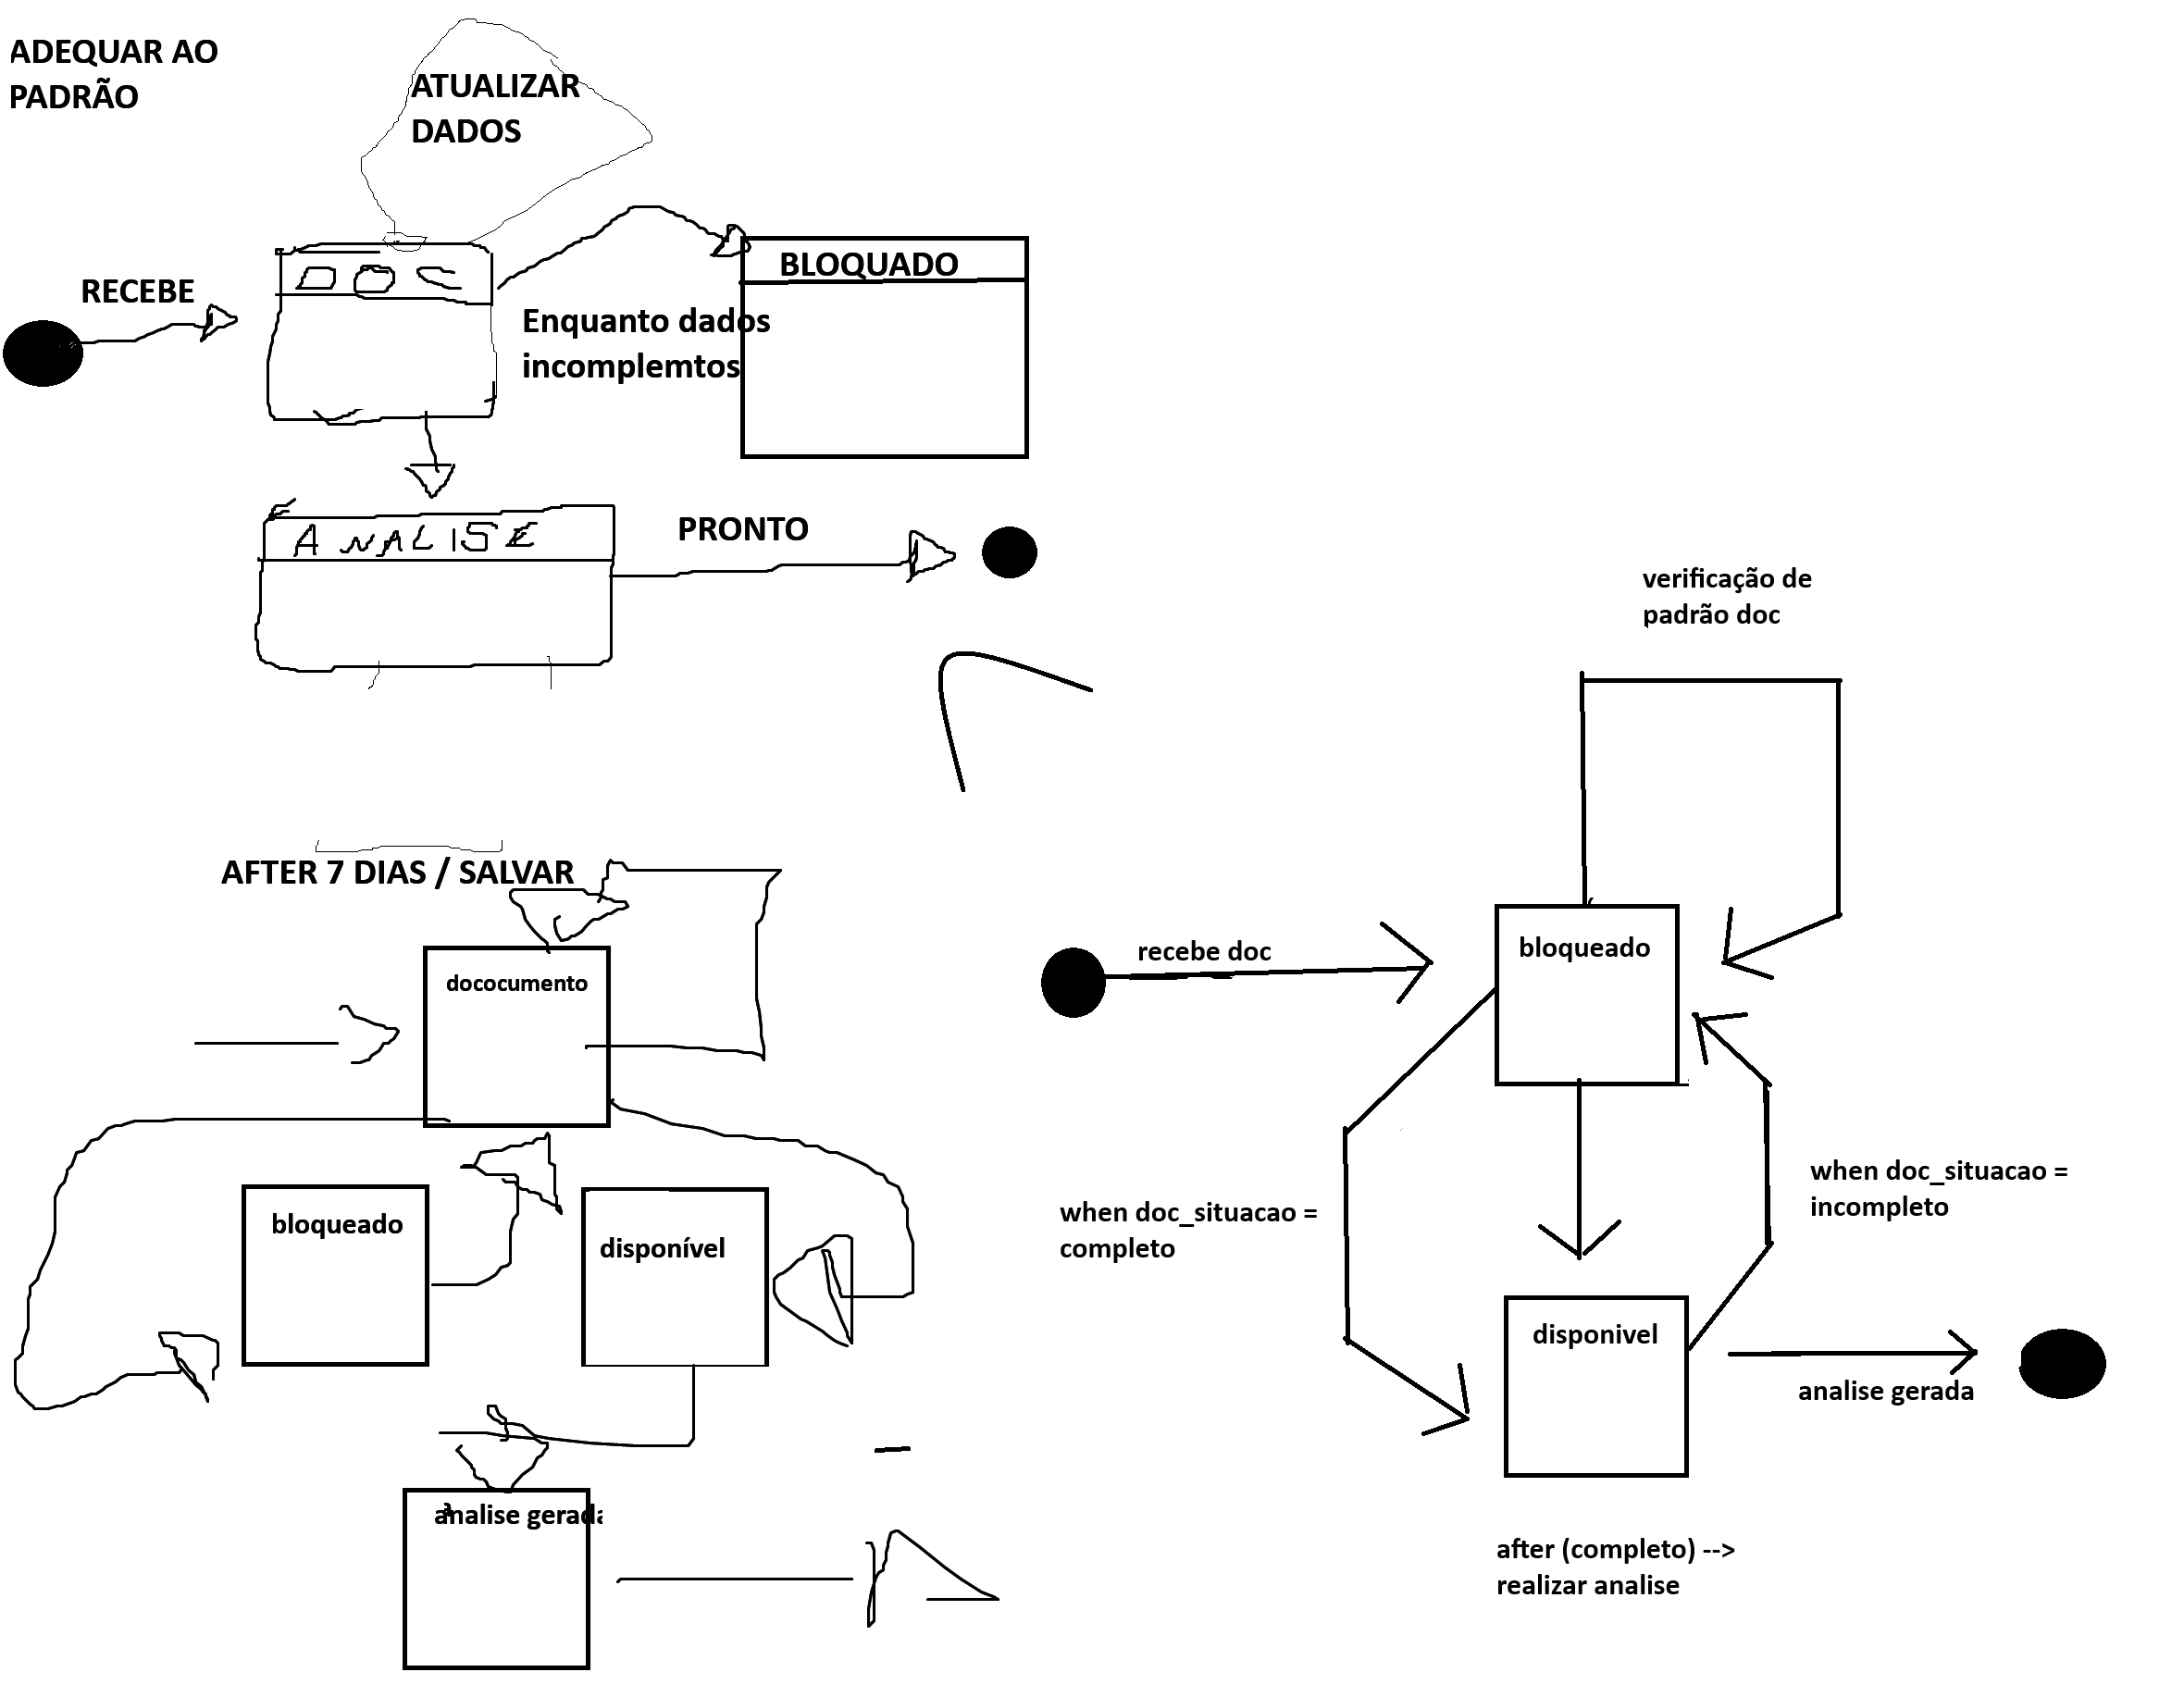 ADEQUAR AO
PADRÃO
ATUALIZAR
DADOS
RECEBE
DOC
BLOQUADO
Enquanto dados
incomplemtos
ANALISE
PRONTO
AFTER 7 DIAS / SALVAR
dococumento
bloqueado
disponível
analise gerada
verificação de
padrão doc
recebe doc
bloqueado
when doc_situacao =
completo
when doc_situacao =
incompleto
disponivel
analise gerada
after (completo) -->
realizar analise